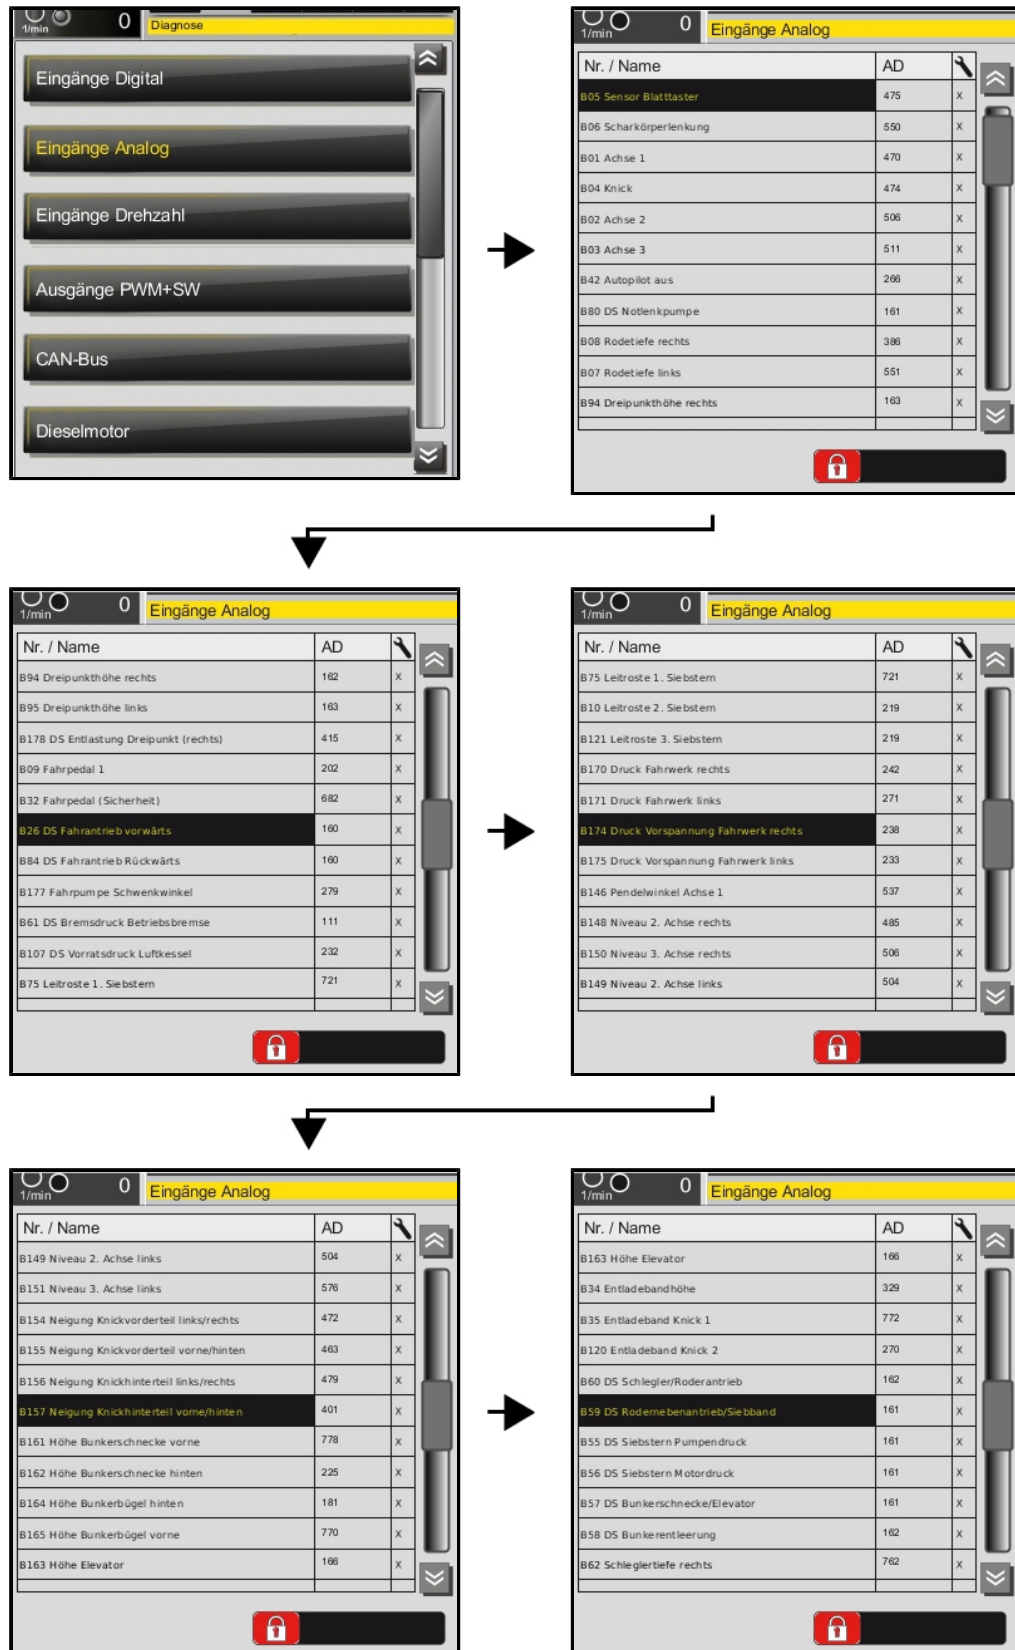 1/min 0 Diagnose
Eingänge Digital
Eingänge Analog
Eingänge Drehzahl
Ausgänge PWM+SW
CAN-Bus
Dieselmotor
1/min 0 Eingänge Analog
Nr. / Name AD
B05 Sensor Blatttaster 475 X
B06 Scharkörperlenkung 550 X
B01 Achse 1 470 X
B04 Knick 474 X
B02 Achse 2 506 X
B03 Achse 3 511 X
B42 Autopilot aus 266 X
B80 DS Notlenkpumpe 161 X
B08 Rodetiefe rechts 386 X
B07 Rodetiefe links 551 X
B94 Dreipunkthöhe rechts 163 X
1/min 0 Eingänge Analog
Nr. / Name AD
B94 Dreipunkthöhe rechts 162 X
B95 Dreipunkthöhe links 163 X
B178 DS Entlastung Dreipunkt (rechts) 415 X
B09 Fahrpedal 1 202 X
B32 Fahrpedal (Sicherheit) 682 X
B26 DS Fahrantrieb vorwärts 160 X
B84 DS Fahrantrieb Rückwärts 160 X
B177 Fahrpumpe Schwenkwinkel 279 X
B61 DS Bremsdruck Betriebsbremse 111 X
B107 DS Vorratsdruck Luftkessel 232 X
B75 Leitroste 1. Siebstern 721 X
1/min 0 Eingänge Analog
Nr. / Name AD
B75 Leitroste 1. Siebstern 721 X
B10 Leitroste 2. Siebstern 219 X
B121 Leitroste 3. Siebstern 219 X
B170 Druck Fahrwerk rechts 242 X
B171 Druck Fahrwerk links 271 X
B174 Druck Vorspannung Fahrwerk rechts 238 X
B175 Druck Vorspannung Fahrwerk links 233 X
B146 Pendelwinkel Achse 1 537 X
B148 Niveau 2. Achse rechts 485 X
B150 Niveau 3. Achse rechts 506 X
B149 Niveau 2. Achse links 504 X
1/min 0 Eingänge Analog
Nr. / Name AD
B149 Niveau 2. Achse links 504 X
B151 Niveau 3. Achse links 576 X
B154 Neigung Knickvorderteil links/rechts 472 X
B155 Neigung Knickvorderteil vorne/hinten 463 X
B156 Neigung Knickhinterteil links/rechts 479 X
B157 Neigung Knickhinterteil vorne/hinten 401 X
B161 Höhe Bunkerschnecke vorne 778 X
B162 Höhe Bunkerschnecke hinten 225 X
B164 Höhe Bunkerbügel hinten 181 X
B165 Höhe Bunkerbügel vorne 770 X
B163 Höhe Elevator 166 X
1/min 0 Eingänge Analog
Nr. / Name AD
B163 Höhe Elevator 166 X
B34 Entladebandhöhe 329 X
B35 Entladeband Knick 1 772 X
B120 Entladeband Knick 2 270 X
B60 DS Schlegler/Roderantrieb 162 X
B59 DS Rodernebenantrieb/Siebband 161 X
B55 DS Siebstern Pumpendruck 161 X
B56 DS Siebstern Motordruck 161 X
B57 DS Bunkerschnecke/Elevator 161 X
B58 DS Bunkerentleerung 162 X
B62 Schleglertiefe rechts 762 X